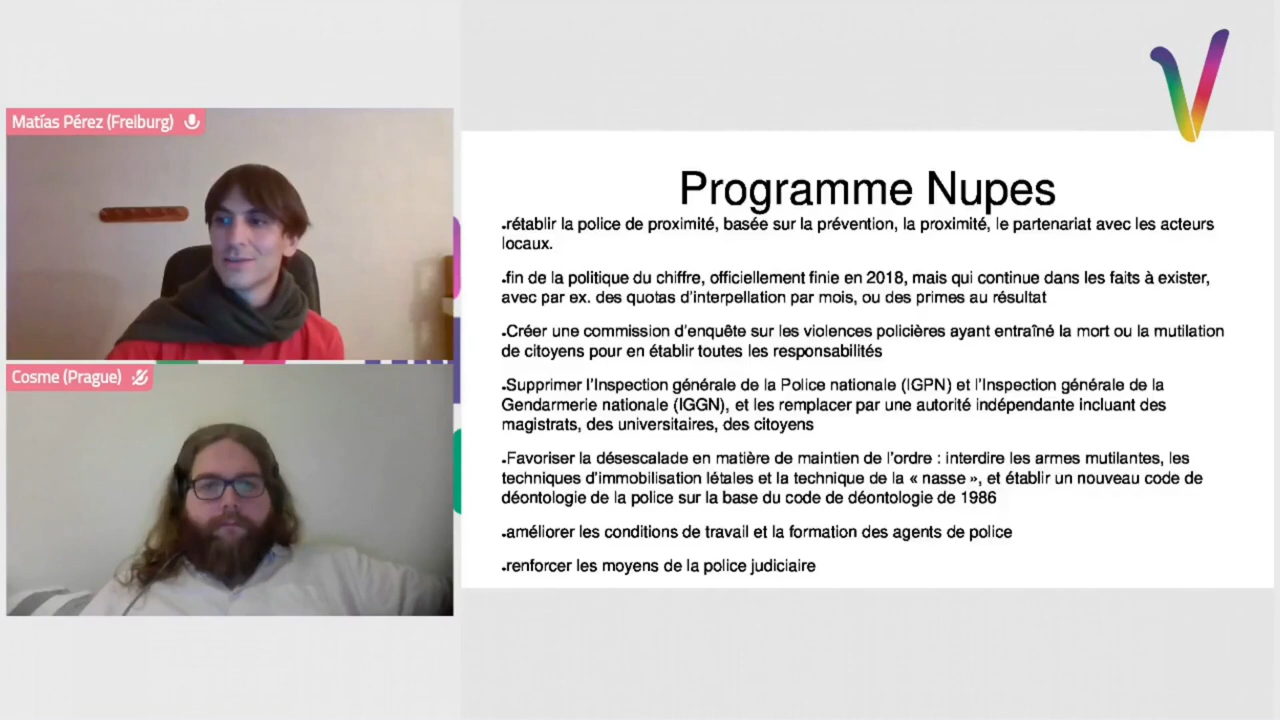 Matías Pérez (Freiburg)
Cosme (Prague)
Programme Nupes
.rétablir la police de proximité, basée sur la prévention, la proximité, le partenariat avec les acteurs
locaux.
.fin de la politique du chiffre, officiellement finie en 2018, mais qui continue dans les faits à exister,
avec par ex. des quotas d'interpellation par mois, ou des primes au résultat
.Créer une commission d'enquête sur les violences policières ayant entraîné la mort ou la mutilation
de citoyens pour en établir toutes les responsabilités
.Supprimer l'Inspection générale de la Police nationale (IGPN) et l'Inspection générale de la
Gendarmerie nationale (IGGN), et les remplacer par une autorité indépendante incluant des
magistrats, des universitaires, des citoyens
.Favoriser la désescalade en matière de maintien de l'ordre : interdire les armes mutilantes, les
techniques d'immobilisation létales et la technique de la « nasse », et établir un nouveau code de
déontologie de la police sur la base du code de déontologie de 1986
.améliorer les conditions de travail et la formation des agents de police
.renforcer les moyens de la police judiciaire